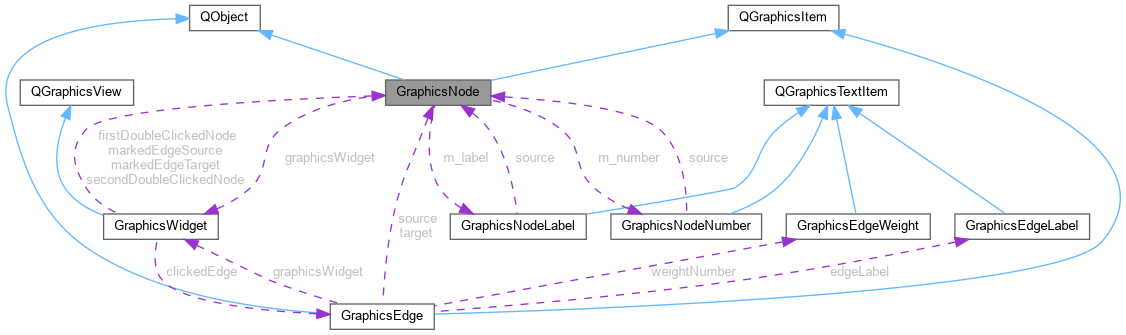 QObject
QGraphicsItem
QGraphicsView
GraphicsNode
QGraphicsTextItem
firstDoubleClickedNode
markedEdgeSource
markedEdgeTarget
secondDoubleClickedNode
graphicsWidget
m_label
source
m_number
source
GraphicsWidget
source
target
GraphicsNodeLabel
GraphicsNodeNumber
GraphicsEdgeWeight
GraphicsEdgeLabel
clickedEdge
graphicsWidget
weightNumber
edgeLabel
GraphicsEdge